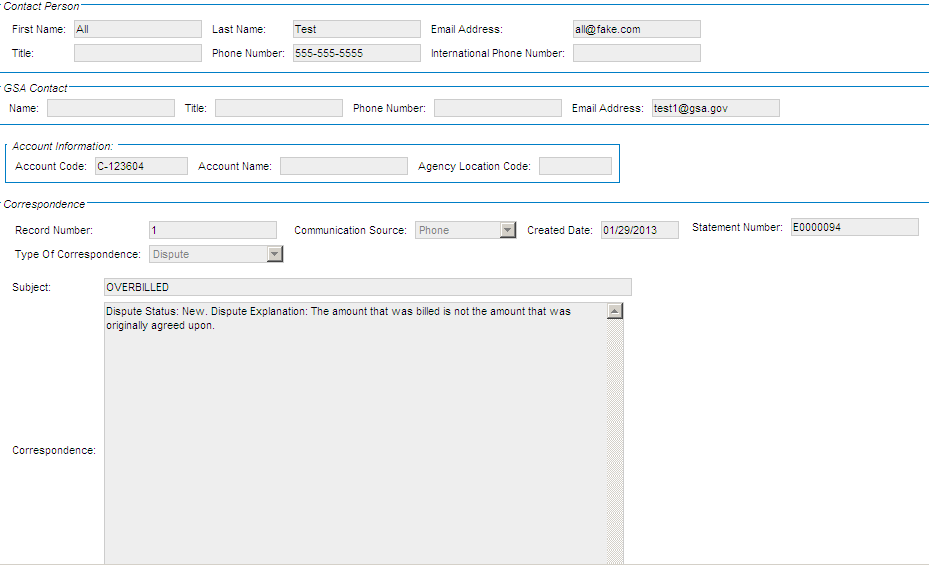 Contact Person
First Name: All Last Name: Test Email Address: all@fake.com
Title: Phone Number: 555-555-5555 International Phone Number:
GSA Contact
Name: Title: Phone Number: Email Address: test1@gsa.gov
Account Information:
Account Code: C-123604 Account Name: Agency Location Code:
Correspondence
Record Number: 1 Communication Source: Phone Created Date: 01/29/2013 Statement Number: E0000094
Type Of Correspondence: Dispute
Subject: OVERBILLED
Dispute Status: New. Dispute Explanation: The amount that was billed is not the amount that was
originally agreed upon.
Correspondence: